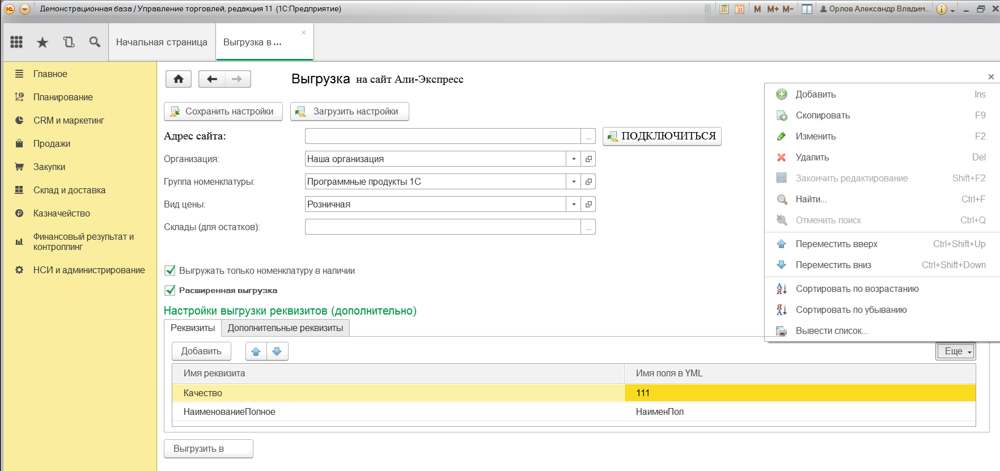 Демонстрационная база / Управление торговлей, редакция 11 (1С:Предприятие)
M M+ M- Орлов Александр Владим...
Начальная страница
Выгрузка в ...
Главное
Планирование
CRM и маркетинг
Продажи
Закупки
Склад и доставка
Казначейство
Финансовый результат и
контроллинг
НСИ и администрирование
Выгрузка на сайт Али-Экспресс
Сохранить настройки
Загрузить настройки
Адрес сайта:
...
ПОДКЛЮЧИТЬСЯ
Организация:
Наша организация
Группа номенклатуры:
Программные продукты 1С
Вид цены:
Розничная
Склады (для остатков):
...
Выгружать только номенклатуру в наличии
Расширенная выгрузка
Настройки выгрузки реквизитов (дополнительно)
Реквизиты
Дополнительные реквизиты
Добавить
Еще
Имя реквизита
Имя поля в YML
Качество
111
НаименованиеПолное
НаименПол
Выгрузить в
Добавить Ins
Скопировать F9
Изменить F2
Удалить Del
Закончить редактирование Shift+F2
Найти... Ctrl+F
Отменить поиск Ctrl+Q
Переместить вверх Ctrl+Shift+Up
Переместить вниз Ctrl+Shift+Down
Сортировать по возрастанию
Сортировать по убыванию
Вывести список...